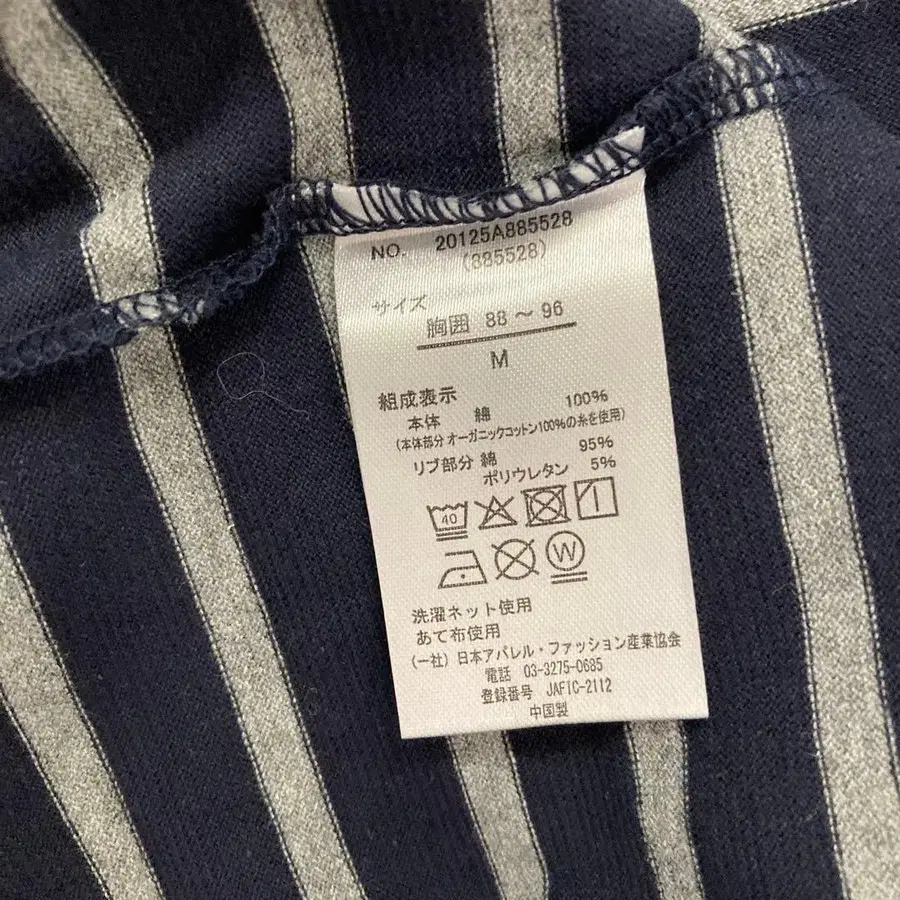 NO. 20125A885528
(885528)
サイズ
胸囲 88～96
M
組成表示
本体 綿 100%
(本体部分 オーガニックコットン100%の糸を使用)
リブ部分 綿 95%
ポリウレタン 5%
40
W
洗濯ネット使用
あて布使用
(一社) 日本アパレル・ファッション産業協会
電話 03-3275-0685
登録番号 JAFIC-2112
中国製